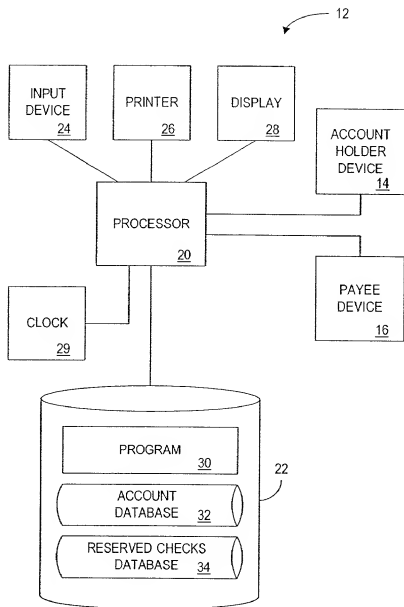 12
INPUT
DEVICE
24
PRINTER
26
DISPLAY
28
ACCOUNT
HOLDER
DEVICE
14
PROCESSOR
20
PAYEE
DEVICE
16
CLOCK
29
PROGRAM
30
22
ACCOUNT
DATABASE
32
RESERVED CHECKS
DATABASE
34